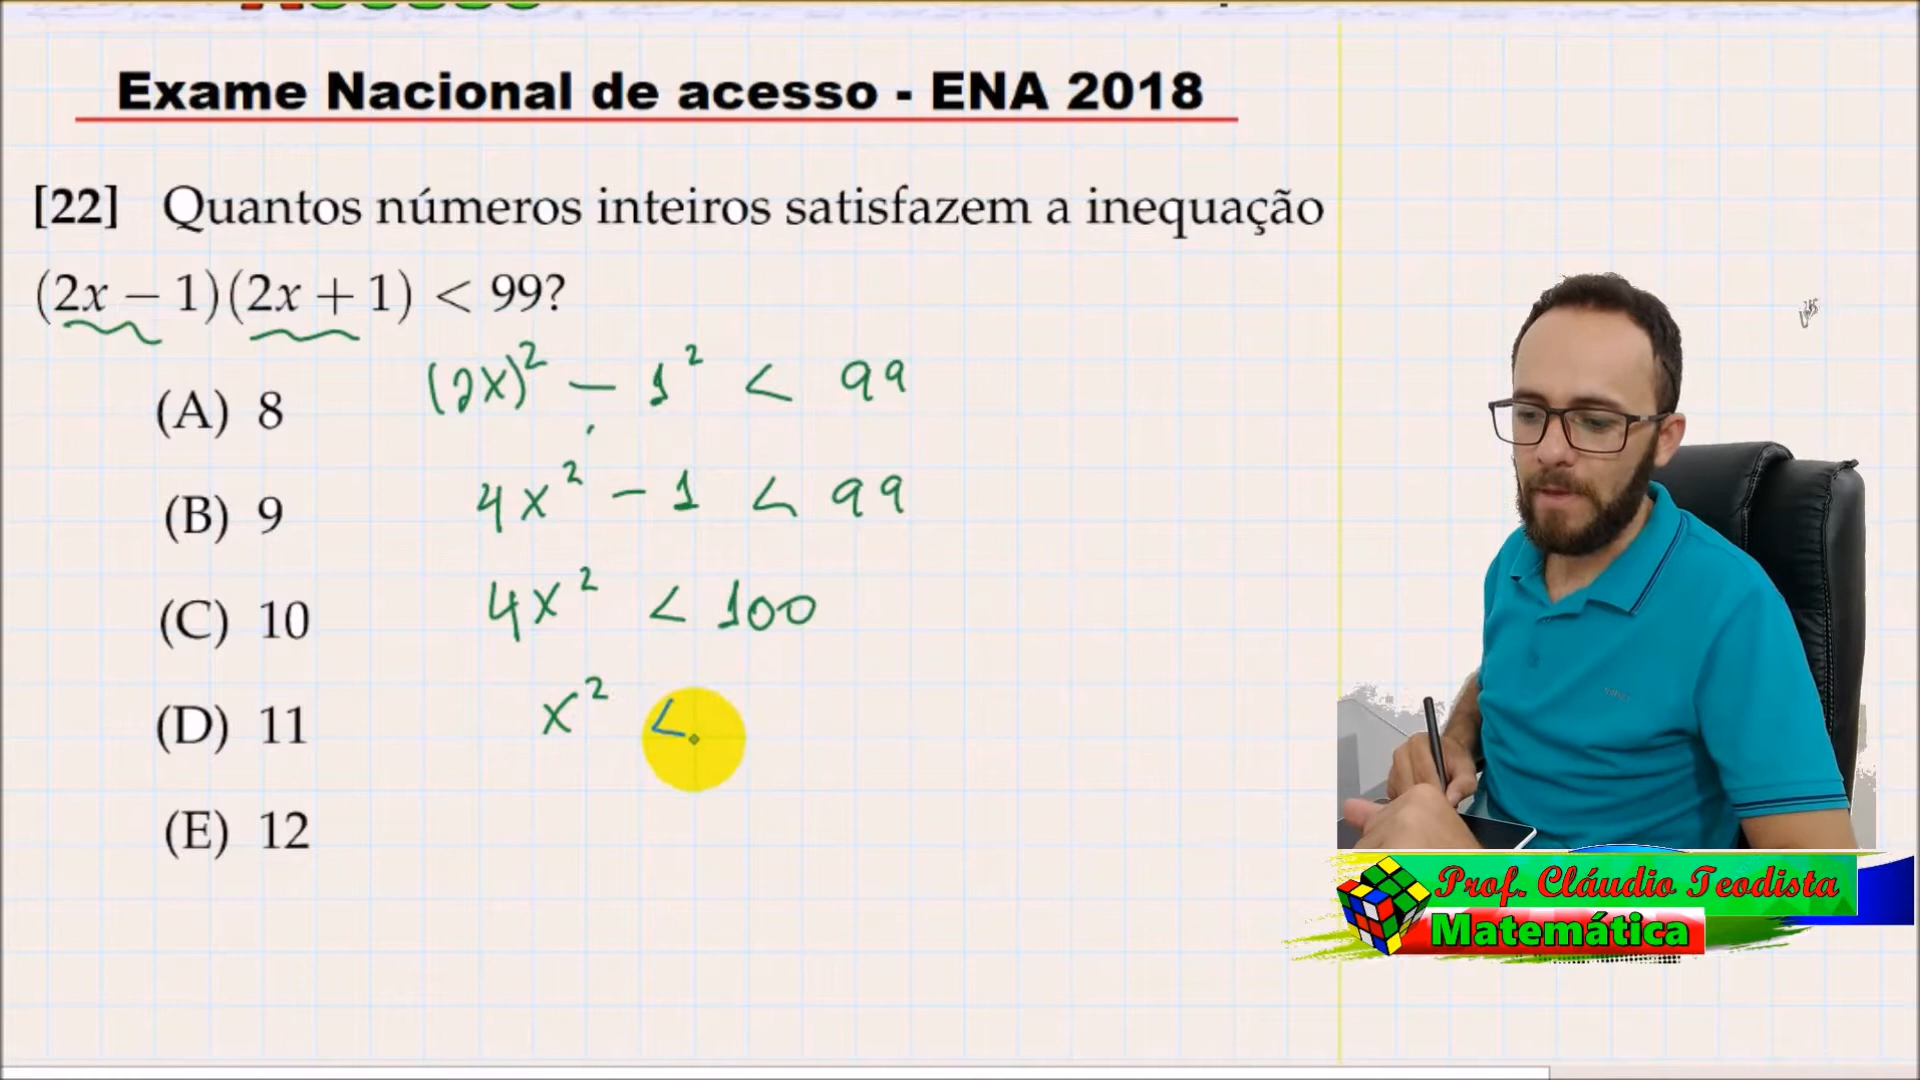 Exame Nacional de acesso - ENA 2018
[22] Quantos números inteiros satisfazem a inequação
(2x − 1)(2x + 1) < 99?
(2x)² − 1² < 99
(A) 8
4x² − 1 < 99
(B) 9
4x² < 100
(C) 10
x² <
(D) 11
(E) 12
Prof. Cláudio Teodista
Matemática